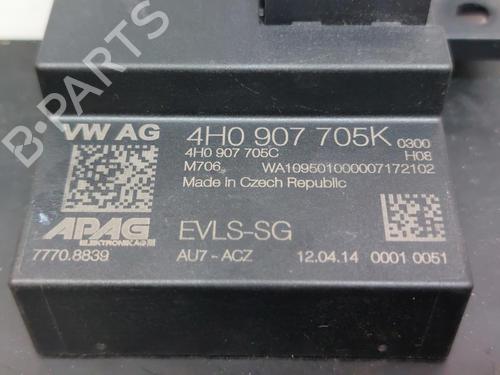 B-PARTS
VW AG
4H0 907 705K 0300
4H0 907 705C H08
M706 WA109501000007172102
Made in Czech Republic
APAG
ELEKTRONIK AG
EVLS-SG
7770.8839
AU7-ACZ 12.04.14 0001 0051